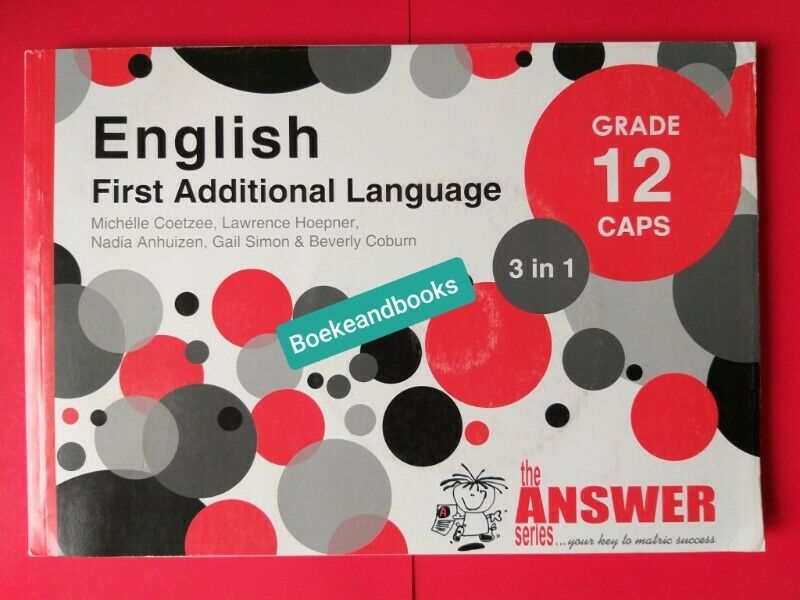 English
First Additional Language
Michélle Coetzee, Lawrence Hoepner,
Nadia Anhuizen, Gail Simon & Beverly Coburn
GRADE
12
CAPS
3 in 1
Boekeandbooks
A
the
ANSWER
series...your key to matric success